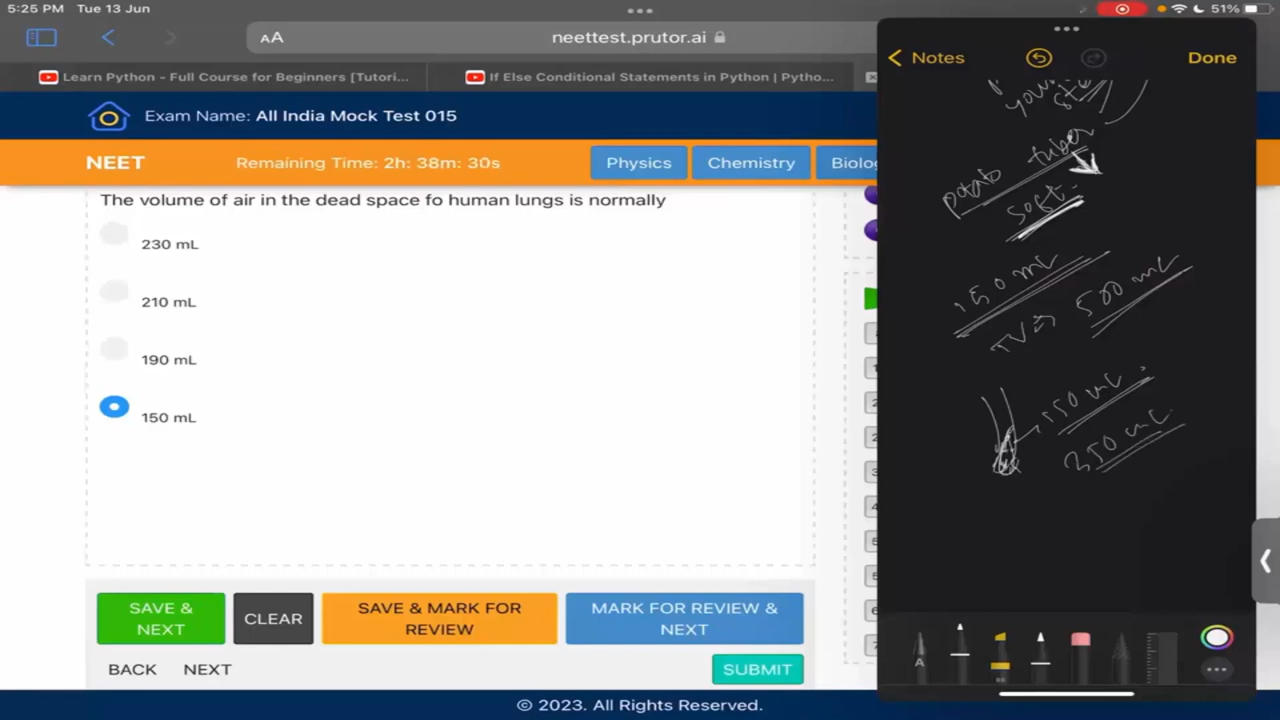 5:25 PM Tue 13 Jun
51%
AA
neettest.prutor.ai
Learn Python - Full Course for Beginners [Tutori...
If Else Conditional Statements in Python | Pytho...
Exam Name: All India Mock Test 015
NEET
Remaining Time: 2h: 38m: 30s
Physics
Chemistry
Biolo
The volume of air in the dead space fo human lungs is normally
230 mL
210 mL
190 mL
150 mL
SAVE &
NEXT
CLEAR
SAVE & MARK FOR
REVIEW
MARK FOR REVIEW &
NEXT
BACK
NEXT
SUBMIT
© 2023. All Rights Reserved.
Notes
Done
potato tuber
soft
150 mL
TV⇒ 500 mL
150 mL
350 mL
A